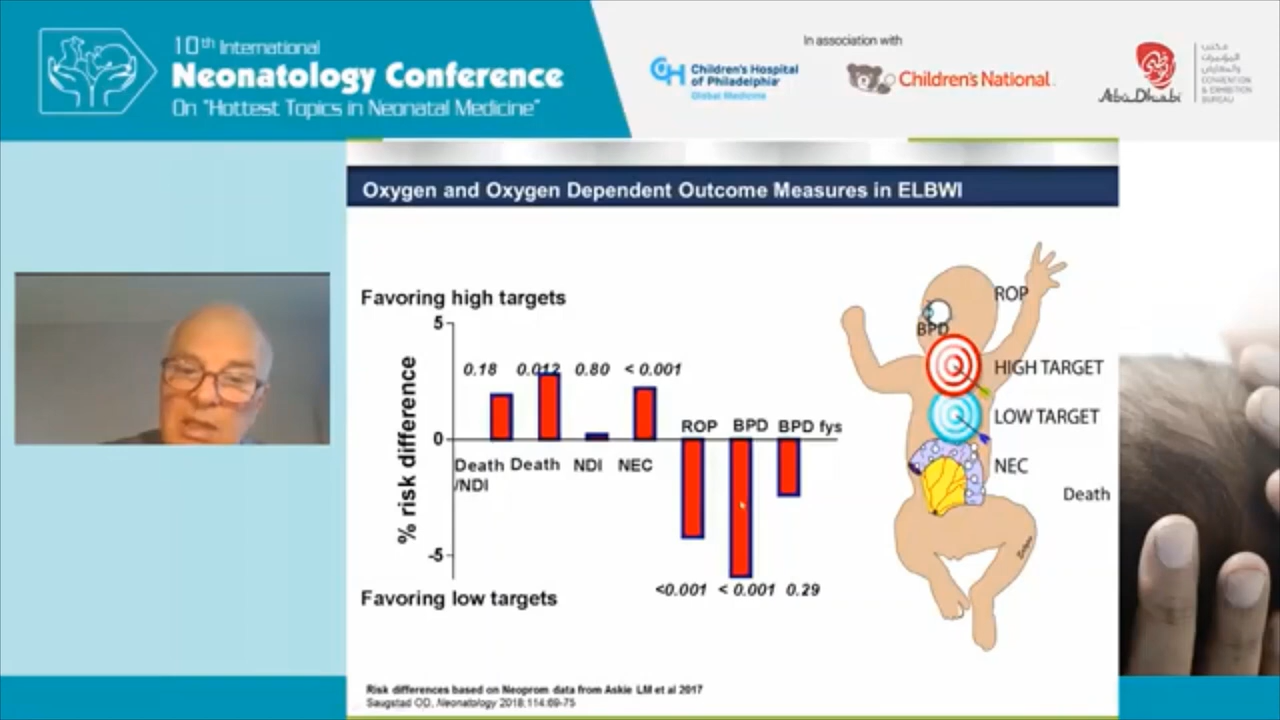 10th International
Neonatology Conference
On "Hottest Topics in Neonatal Medicine"
In association with
Children's Hospital
of Philadelphia
Global Medicine
Children's National
Abu Dhabi
CONVENTION
& EXHIBITION
BUREAU
Oxygen and Oxygen Dependent Outcome Measures in ELBWI
Favoring high targets
5
0.18 0.012 0.80 < 0.001
% risk difference
0
ROP BPD BPD fys
Death Death NDI NEC
/NDI
-5
<0.001 < 0.001 0.29
Favoring low targets
ROP
BPD
HIGH TARGET
LOW TARGET
NEC
Death
Risk differences based on Neoprom data from Askie LM et al 2017
Saugstad OD, Neonatology 2018;114:69-75